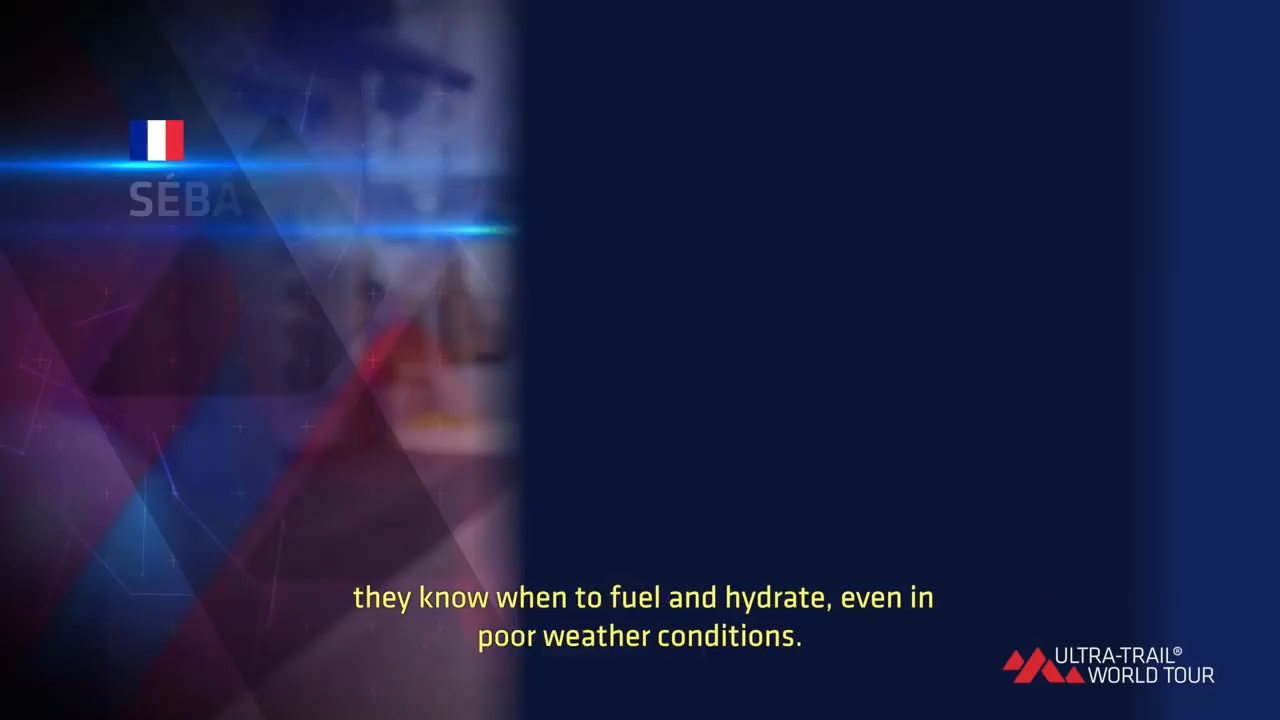 SÉBA
they know when to fuel and hydrate, even in
poor weather conditions.
ULTRA-TRAIL®
WORLD TOUR